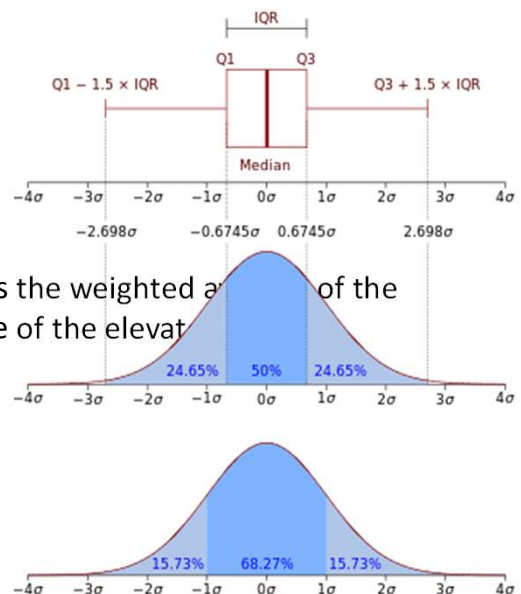 IQR
Q1 Q3
Q1 − 1.5 × IQR Q3 + 1.5 × IQR
Median
−4σ −3σ −2σ −1σ 0σ 1σ 2σ 3σ 4σ
−2.698σ −0.6745σ 0.6745σ 2.698σ
s the weighted of the
of the
24.65% 50% 24.65%
−4σ −3σ −2σ −1σ 0σ 1σ 2σ 3σ 4σ
15.73% 68.27% 15.73%
−4σ −3σ −2σ −1σ 0σ 1σ 2σ 3σ 4σ